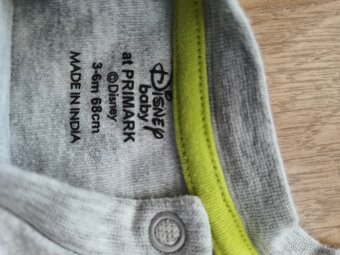 Disney
baby
at PRIMARK
©Disney
3-6m 68cm
MADE IN INDIA